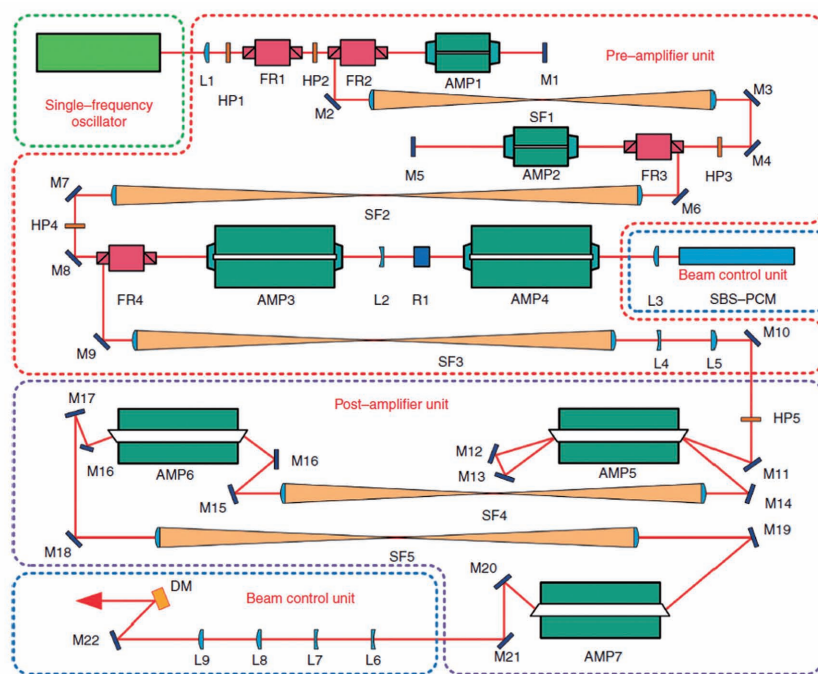 Single–frequency
oscillator
L1
HP1
FR1
HP2
FR2
AMP1
M1
Pre–amplifier unit
M2
SF1
M3
M5
AMP2
FR3
HP3
M4
M7
SF2
M6
HP4
M8
FR4
AMP3
L2
R1
AMP4
L3
Beam control unit
SBS–PCM
M9
SF3
L4
L5
M10
M17
Post–amplifier unit
HP5
M16
AMP6
M16
M12
M13
AMP5
M11
M15
SF4
M14
M18
SF5
M19
DM
Beam control unit
M20
M22
L9
L8
L7
L6
M21
AMP7